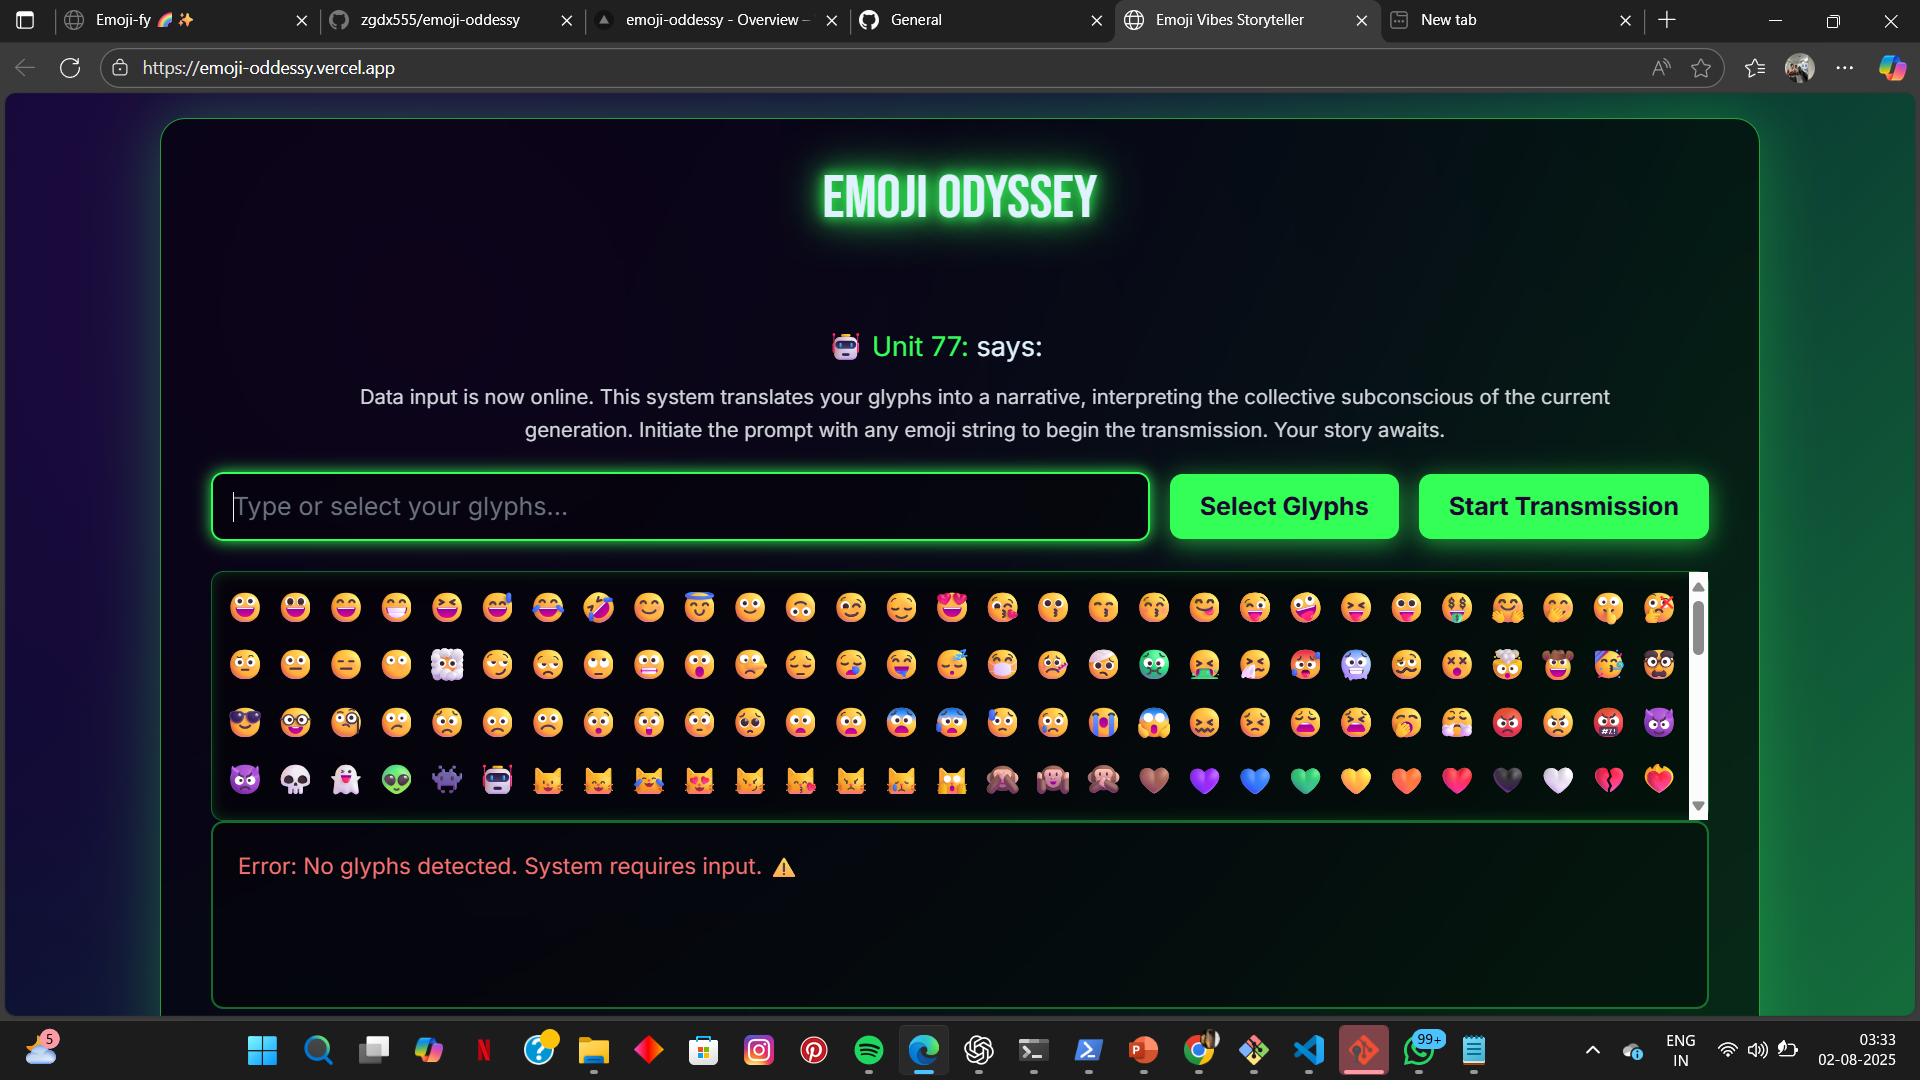 Emoji-fy 🌈 ✨
zgdx555/emoji-oddessy
emoji-oddessy - Overview –
General
Emoji Vibes Storyteller
New tab
https://emoji-oddessy.vercel.app
EMOJI ODYSSEY
🤖 Unit 77: says:
Data input is now online. This system translates your glyphs into a narrative, interpreting the collective subconscious of the current
generation. Initiate the prompt with any emoji string to begin the transmission. Your story awaits.
Type or select your glyphs...
Select Glyphs
Start Transmission
Error: No glyphs detected. System requires input. ⚠️
5
99+
ENG
IN
03:33
02-08-2025